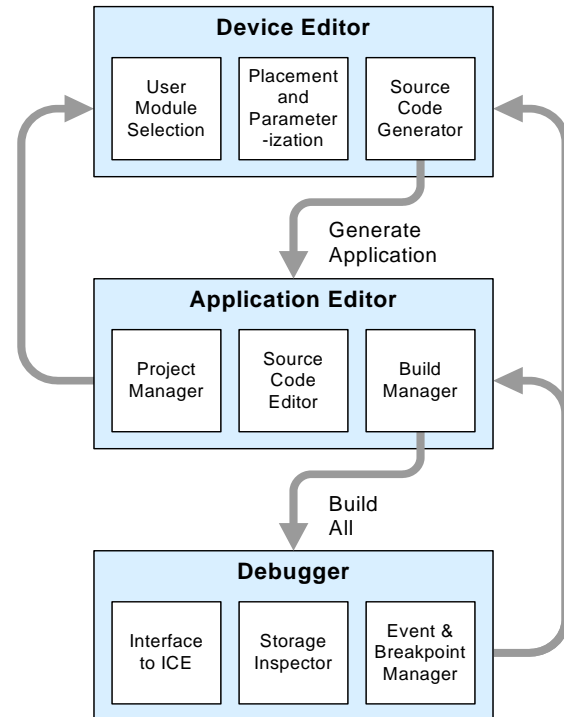 Device Editor
User
Module
Selection
Placement
and
Parameter
-ization
Source
Code
Generator
Generate
Application
Application Editor
Project
Manager
Source
Code
Editor
Build
Manager
Build
All
Debugger
Interface
to ICE
Storage
Inspector
Event &
Breakpoint
Manager